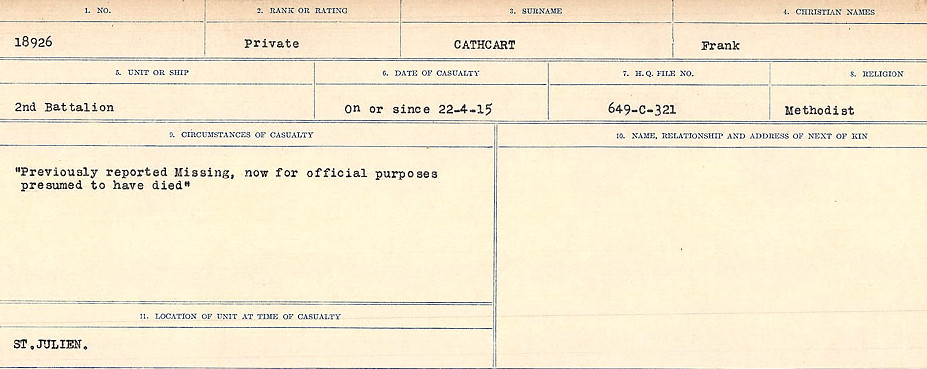 1. NO. 2. RANK OR RATING 3. SURNAME 4. CHRISTIAN NAMES
18926 Private CATHCART Frank
5. UNIT OR SHIP 6. DATE OF CASUALTY 7. H.Q. FILE NO. 8. RELIGION
2nd Battalion On or since 22-4-15 649-C-321 Methodist
9. CIRCUMSTANCES OF CASUALTY 10. NAME, RELATIONSHIP AND ADDRESS OF NEXT OF KIN
"Previously reported Missing, now for official purposes
presumed to have died"
11. LOCATION OF UNIT AT TIME OF CASUALTY
ST.JULIEN.